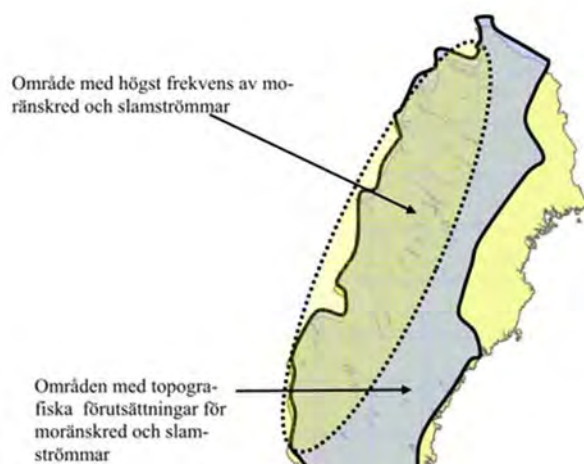 Område med högst frekvens av mo-
ränskred och slamströmmar
Områden med topogra-
fiska förutsättningar för
moränskred och slam-
strömmar